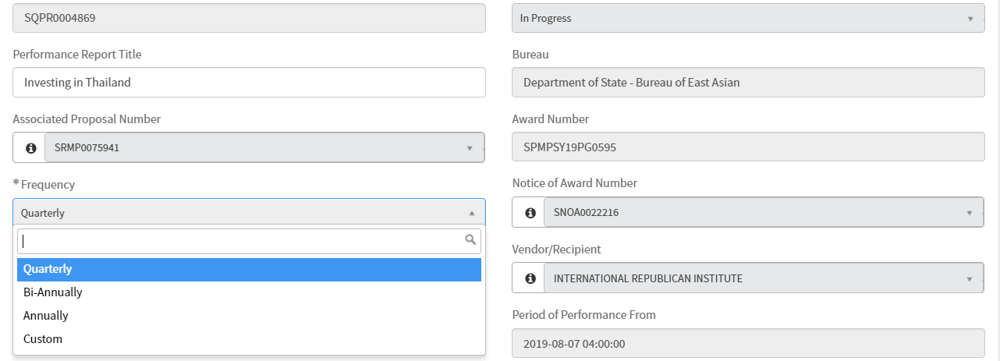 SQPR0004869
In Progress
Performance Report Title
Investing in Thailand
Bureau
Department of State - Bureau of East Asian
Associated Proposal Number
SRMP0075941
Award Number
SPMPSY19PG0595
* Frequency
Quarterly
Quarterly
Bi-Annually
Annually
Custom
Notice of Award Number
SNOA0022216
Vendor/Recipient
INTERNATIONAL REPUBLICAN INSTITUTE
Period of Performance From
2019-08-07 04:00:00